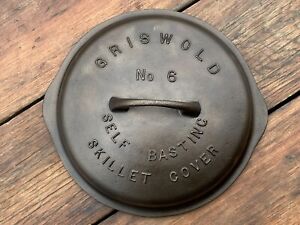 GRISWOLD
No 6
SELF BASTING
SKILLET COVER